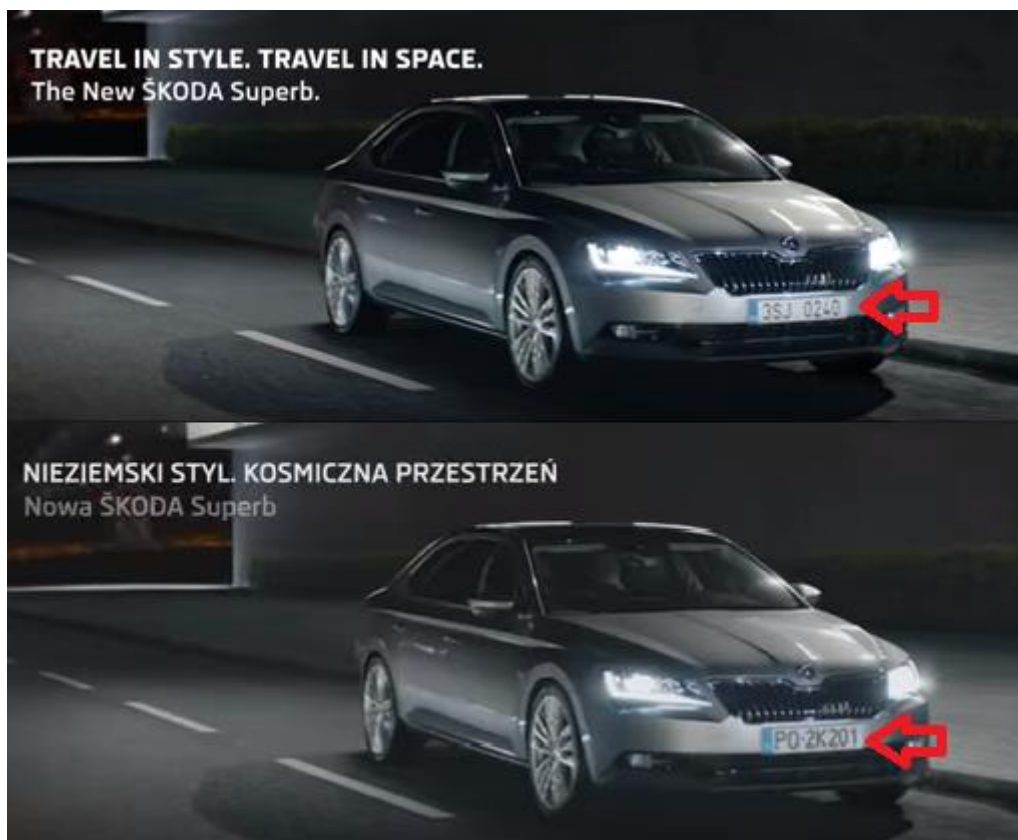 TRAVEL IN STYLE. TRAVEL IN SPACE.
The New ŠKODA Superb.
3SJ 0240
NIEZIEMSKI STYL. KOSMICZNA PRZESTRZEŃ
Nowa ŠKODA Superb
PO 2K201